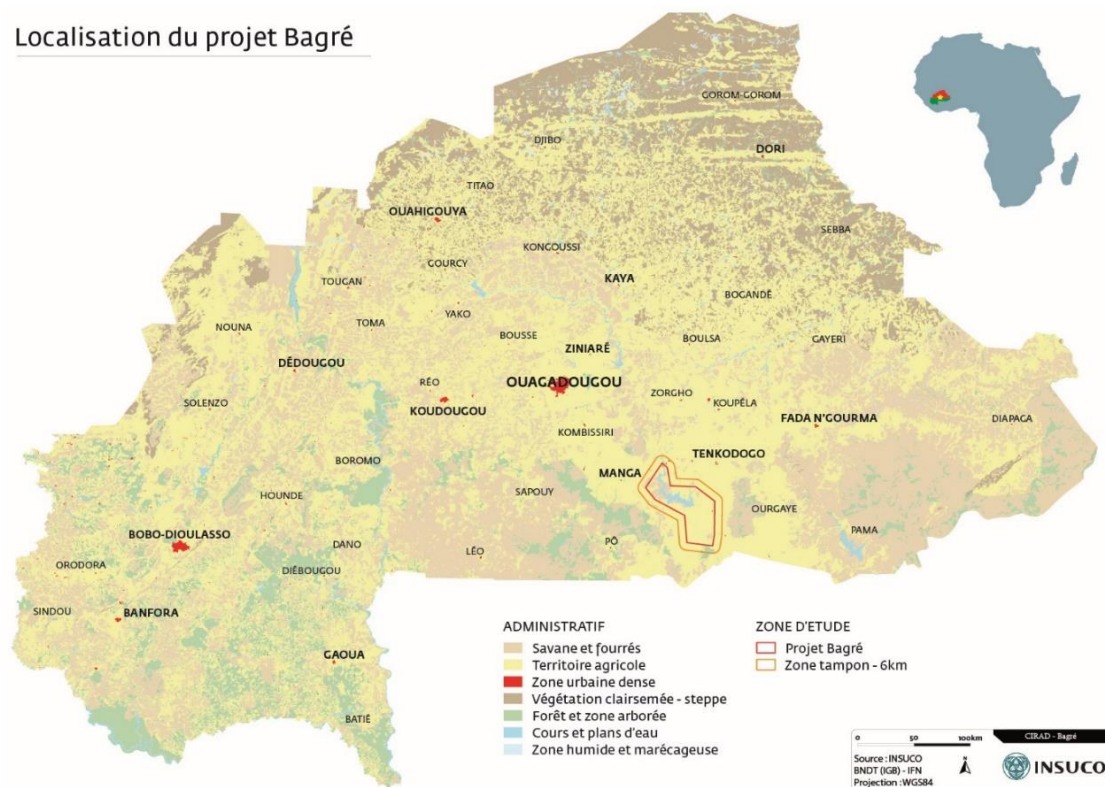 Localisation du projet Bagré
GOROM-GOROM
DJIBO
DORI
TITAO
OUAHIGOUYA
SEBBA
KONGOUSSI
GOURCY
KAYA
TOUGAN
BOGANDÉ
YAKO
NOUNA
TOMA
BOUSSE
BOULSA
GAYERI
ZINIARÉ
DÉDOUGOU
OUAGADOUGOU
RÉO
SOLENZO
KOUDOUGOU
ZORGHO
KOUPÉLA
FADA N'GOURMA
DIAPAGA
KOMBISSIRI
BOROMO
TENKODOGO
MANGA
HOUNDE
SAPOUY
OURGAYE
BOBO-DIOULASSO
PAMA
DANO
PÔ
LÉO
ORODORA
DIÉBOUGOU
SINDOU
BANFORA
GAOUA
BATIÉ
ADMINISTRATIF
Savane et fourrés
Territoire agricole
Zone urbaine dense
Végétation clairsemée - steppe
Forêt et zone arborée
Cours et plans d'eau
Zone humide et marécageuse
ZONE D'ETUDE
Projet Bagré
Zone tampon - 6km
0 50 100km
CIRAD - Bagré
Source : INSUCO
BNDT (IGB) - IFN
Projection : WGS84
N
INSUCO